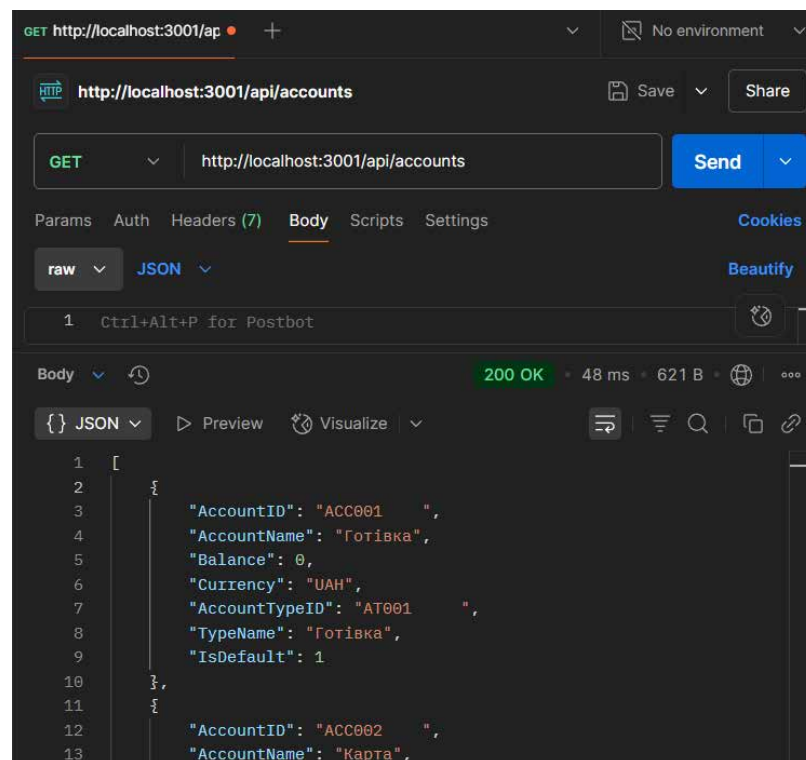 GET http://localhost:3001/ap
No environment
HTTP http://localhost:3001/api/accounts
Save
Share
GET
http://localhost:3001/api/accounts
Send
Params Auth Headers (7) Body Scripts Settings
Cookies
raw
JSON
Beautify
1 Ctrl+Alt+P for Postbot
Body
200 OK • 48 ms • 621 B
{} JSON
Preview
Visualize
1 [
2 {
3 "AccountID": "ACC001    ",
4 "AccountName": "Готівка",
5 "Balance": 0,
6 "Currency": "UAH",
7 "AccountTypeID": "AT001     ",
8 "TypeName": "Готівка",
9 "IsDefault": 1
10 },
11 {
12 "AccountID": "ACC002    ",
13 "AccountName": "Карта",